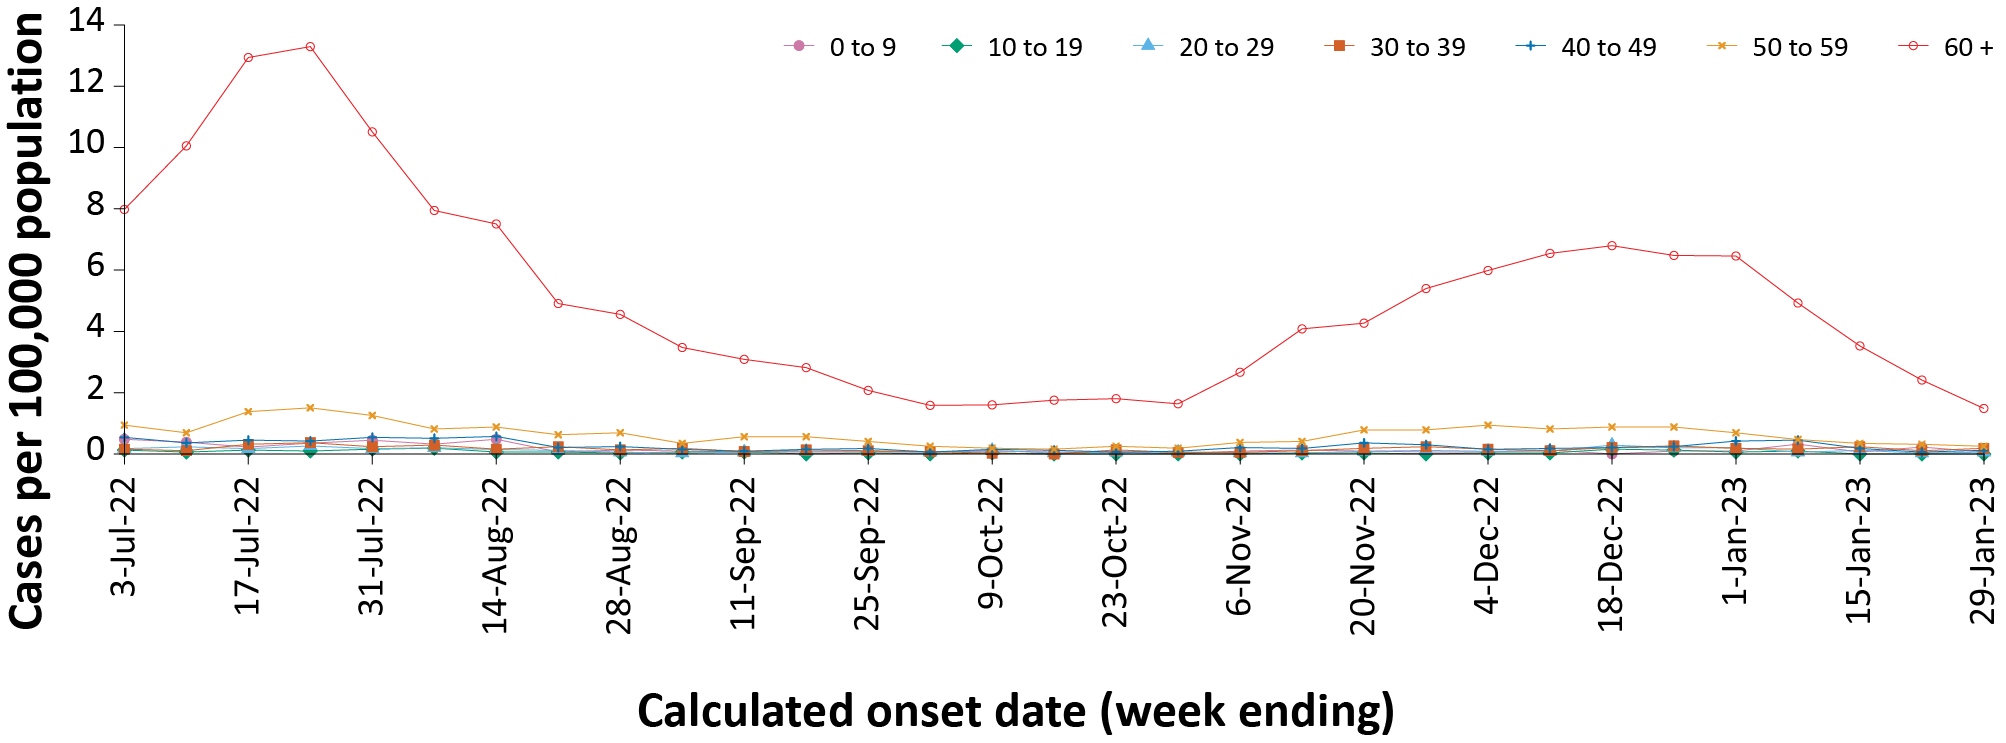 Cases per 100,000 population
14
12
10
8
6
4
2
0
0 to 9 10 to 19 20 to 29 30 to 39 40 to 49 50 to 59 60 +
3-Jul-22
17-Jul-22
31-Jul-22
14-Aug-22
28-Aug-22
11-Sep-22
25-Sep-22
9-Oct-22
23-Oct-22
6-Nov-22
20-Nov-22
4-Dec-22
18-Dec-22
1-Jan-23
15-Jan-23
29-Jan-23
Calculated onset date (week ending)